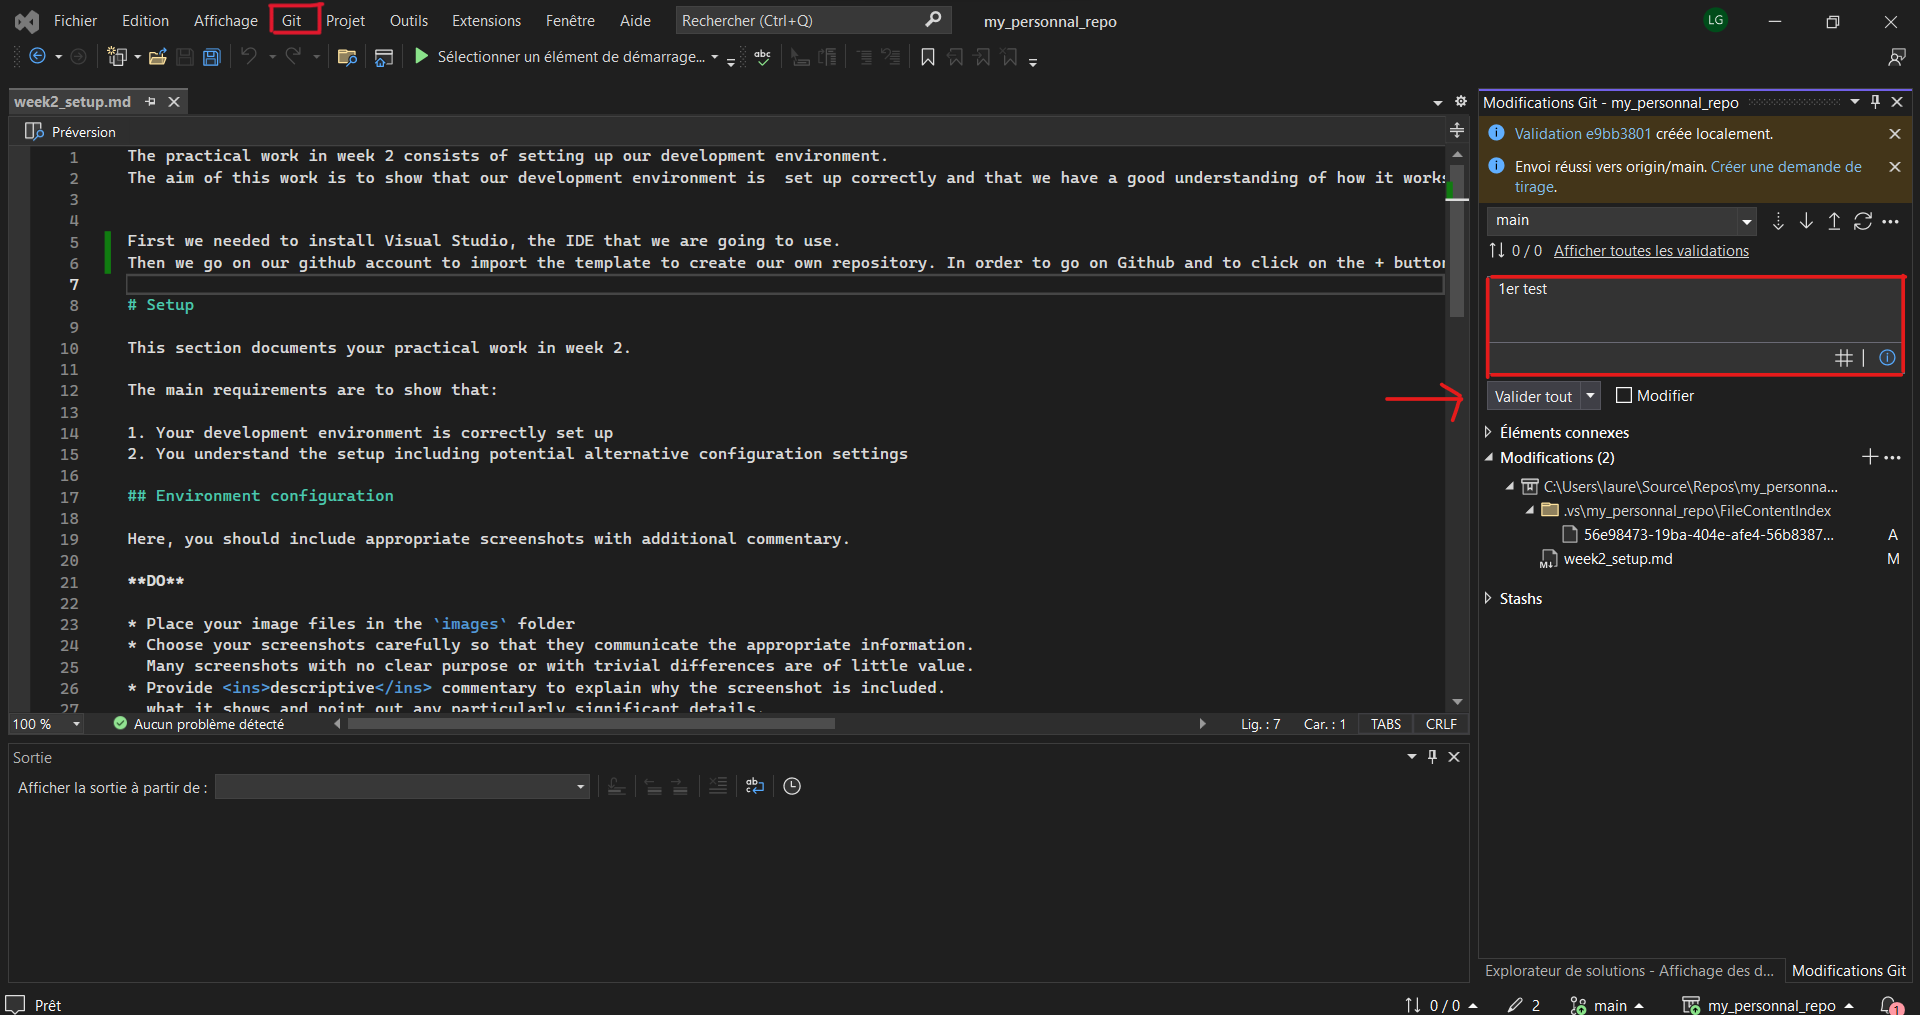 Fichier Edition Affichage Git Projet Outils Extensions Fenêtre Aide Rechercher (Ctrl+Q) my_personnal_repo LG
Sélectionner un élément de démarrage... abc
week2_setup.md
Préversion
1 The practical work in week 2 consists of setting up our development environment.
2 The aim of this work is to show that our development environment is  set up correctly and that we have a good understanding of how it works
3
4
5 First we needed to install Visual Studio, the IDE that we are going to use.
6 Then we go on our github account to import the template to create our own repository. In order to go on Github and to click on the + button
7
8 # Setup
9
10 This section documents your practical work in week 2.
11
12 The main requirements are to show that:
13
14 1. Your development environment is correctly set up
15 2. You understand the setup including potential alternative configuration settings
16
17 ## Environment configuration
18
19 Here, you should include appropriate screenshots with additional commentary.
20
21 **DO**
22
23 * Place your image files in the `images` folder
24 * Choose your screenshots carefully so that they communicate the appropriate information.
25 Many screenshots with no clear purpose or with trivial differences are of little value.
26 * Provide <ins>descriptive</ins> commentary to explain why the screenshot is included.
27 what it shows and point out any particularly significant details.
100 % Aucun problème détecté Lig. : 7 Car. : 1 TABS CRLF
Sortie
Afficher la sortie à partir de :
Modifications Git - my_personnal_repo
Validation e9bb3801 créée localement.
Envoi réussi vers origin/main. Créer une demande de
tirage.
main
0 / 0 Afficher toutes les validations
1er test
Valider tout Modifier
Éléments connexes
Modifications (2)
C:\Users\laure\Source\Repos\my_personna...
.vs\my_personnal_repo\FileContentIndex
56e98473-19ba-404e-afe4-56b8387... A
week2_setup.md M
Stashs
Explorateur de solutions - Affichage des d... Modifications Git
Prêt 0 / 0 2 main my_personnal_repo 1